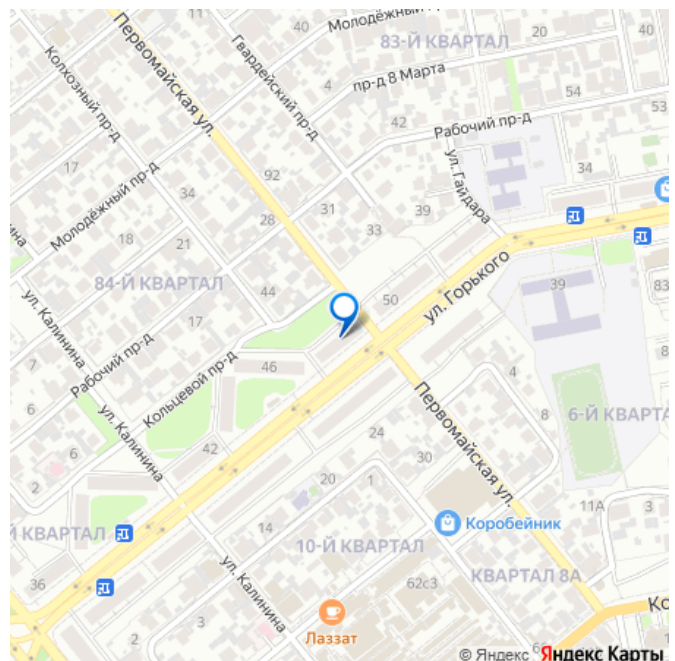 40
Молодёжный
4А
83-Й КВАРТАЛ
Первомайская ул.
Гвардейский пр-д
Колхозный пр-д
4
пр-д 8 Марта
54
53
42
Рабочий пр-д
17
Молодёжный пр-д
92
34
ул. Гайдара
34
31
39
28
33
18
21
84-Й КВАРТАЛ
44
50
ул. Горького
39
83
ул. Калинина
17
Рабочий пр-д
Кольцевой пр-д
46
7
6
4
8
6-Й КВАРТА
Первомайская ул.
ул. Калинина
42
24
30
6
2
20
1
11А
3
Коробейник
14
Й КВАРТАЛ
10-Й КВАРТАЛ
КВАРТАЛ 8А
36
ул. Калинина
62с3
2
Лаззат
Ко
© Яндекс Яндекс Карты